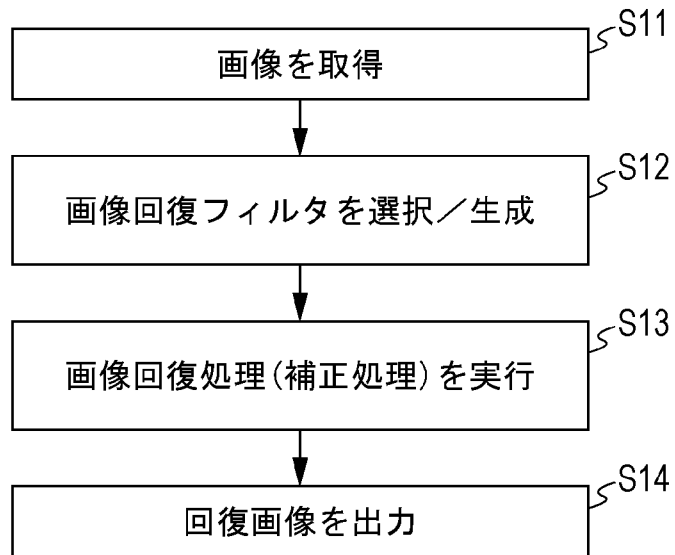 S11
画像を取得
S12
画像回復フィルタを選択／生成
S13
画像回復処理(補正処理)を実行
S14
回復画像を出力